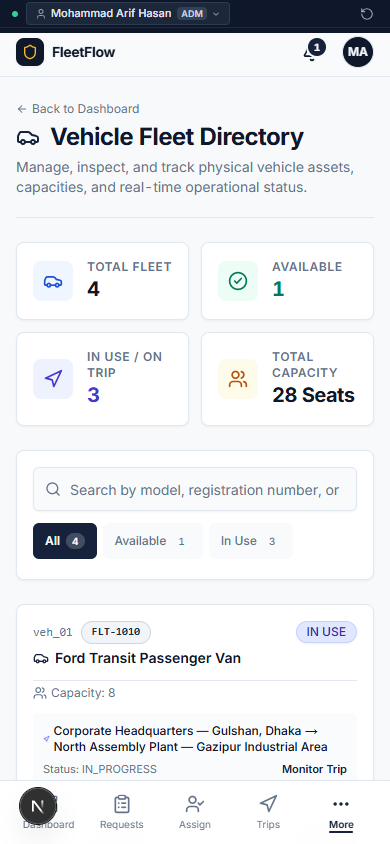 Mohammad Arif Hasan ADM
FleetFlow
1
MA
← Back to Dashboard
Vehicle Fleet Directory
Manage, inspect, and track physical vehicle assets,
capacities, and real-time operational status.
TOTAL FLEET
4
AVAILABLE
1
IN USE / ON
TRIP
3
TOTAL
CAPACITY
28 Seats
Search by model, registration number, or
All 4
Available 1
In Use 3
veh_01 FLT-1010 IN USE
Ford Transit Passenger Van
Capacity: 8
Corporate Headquarters — Gulshan, Dhaka →
North Assembly Plant — Gazipur Industrial Area
Status: IN_PROGRESS Monitor Trip
N
Dashboard Requests Assign Trips More